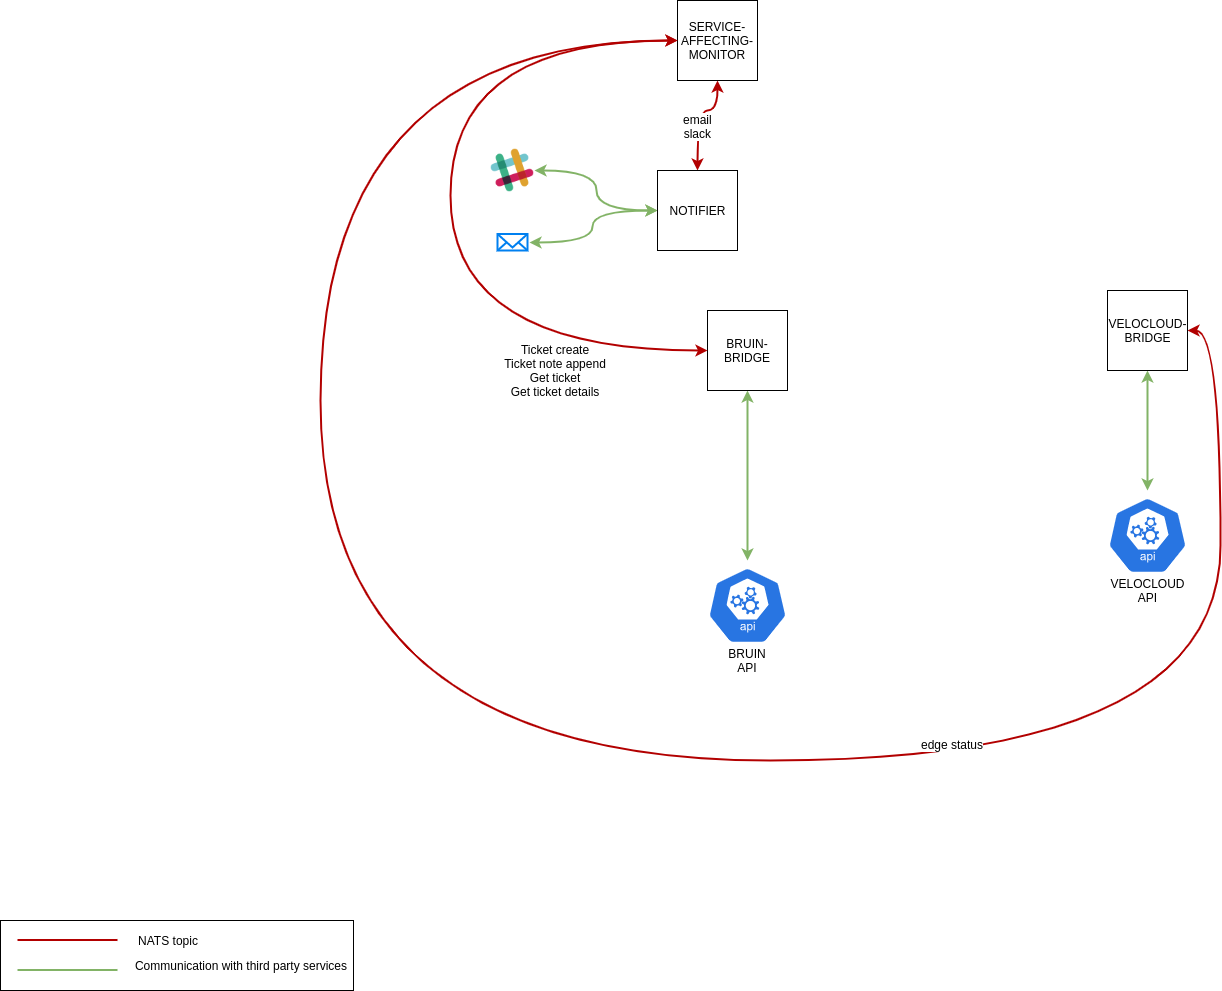 SERVICE-
AFFECTING-
MONITOR
email
slack
NOTIFIER
BRUIN-
BRIDGE
VELOCLOUD-
BRIDGE
Ticket create
Ticket note append
Get ticket
Get ticket details
api
VELOCLOUD
API
api
BRUIN
API
edge status
NATS topic
Communication with third party services